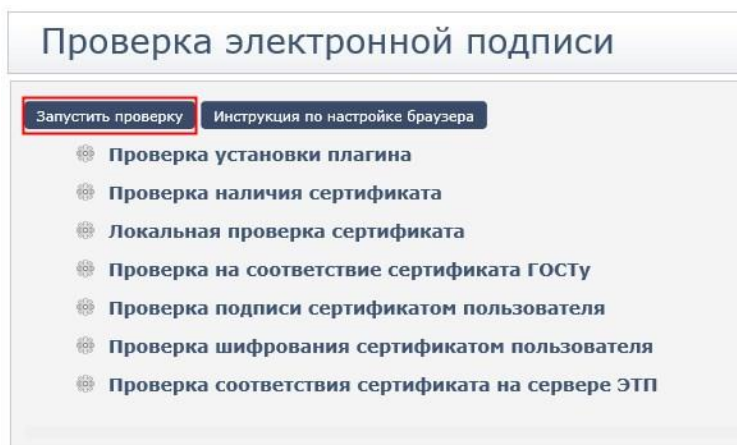 Проверка электронной подписи
Запустить проверку Инструкция по настройке браузера
Проверка установки плагина
Проверка наличия сертификата
Локальная проверка сертификата
Проверка на соответствие сертификата ГОСТу
Проверка подписи сертификатом пользователя
Проверка шифрования сертификатом пользователя
Проверка соответствия сертификата на сервере ЭТП